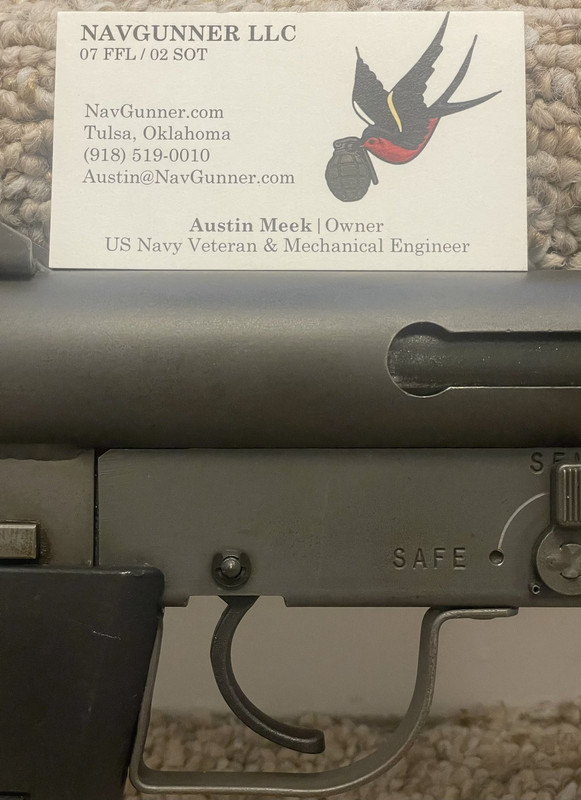 NAVGUNNER LLC
07 FFL / 02 SOT
NavGunner.com
Tulsa, Oklahoma
(918) 519-0010
Austin@NavGunner.com
Austin Meek | Owner
US Navy Veteran & Mechanical Engineer
SAFE